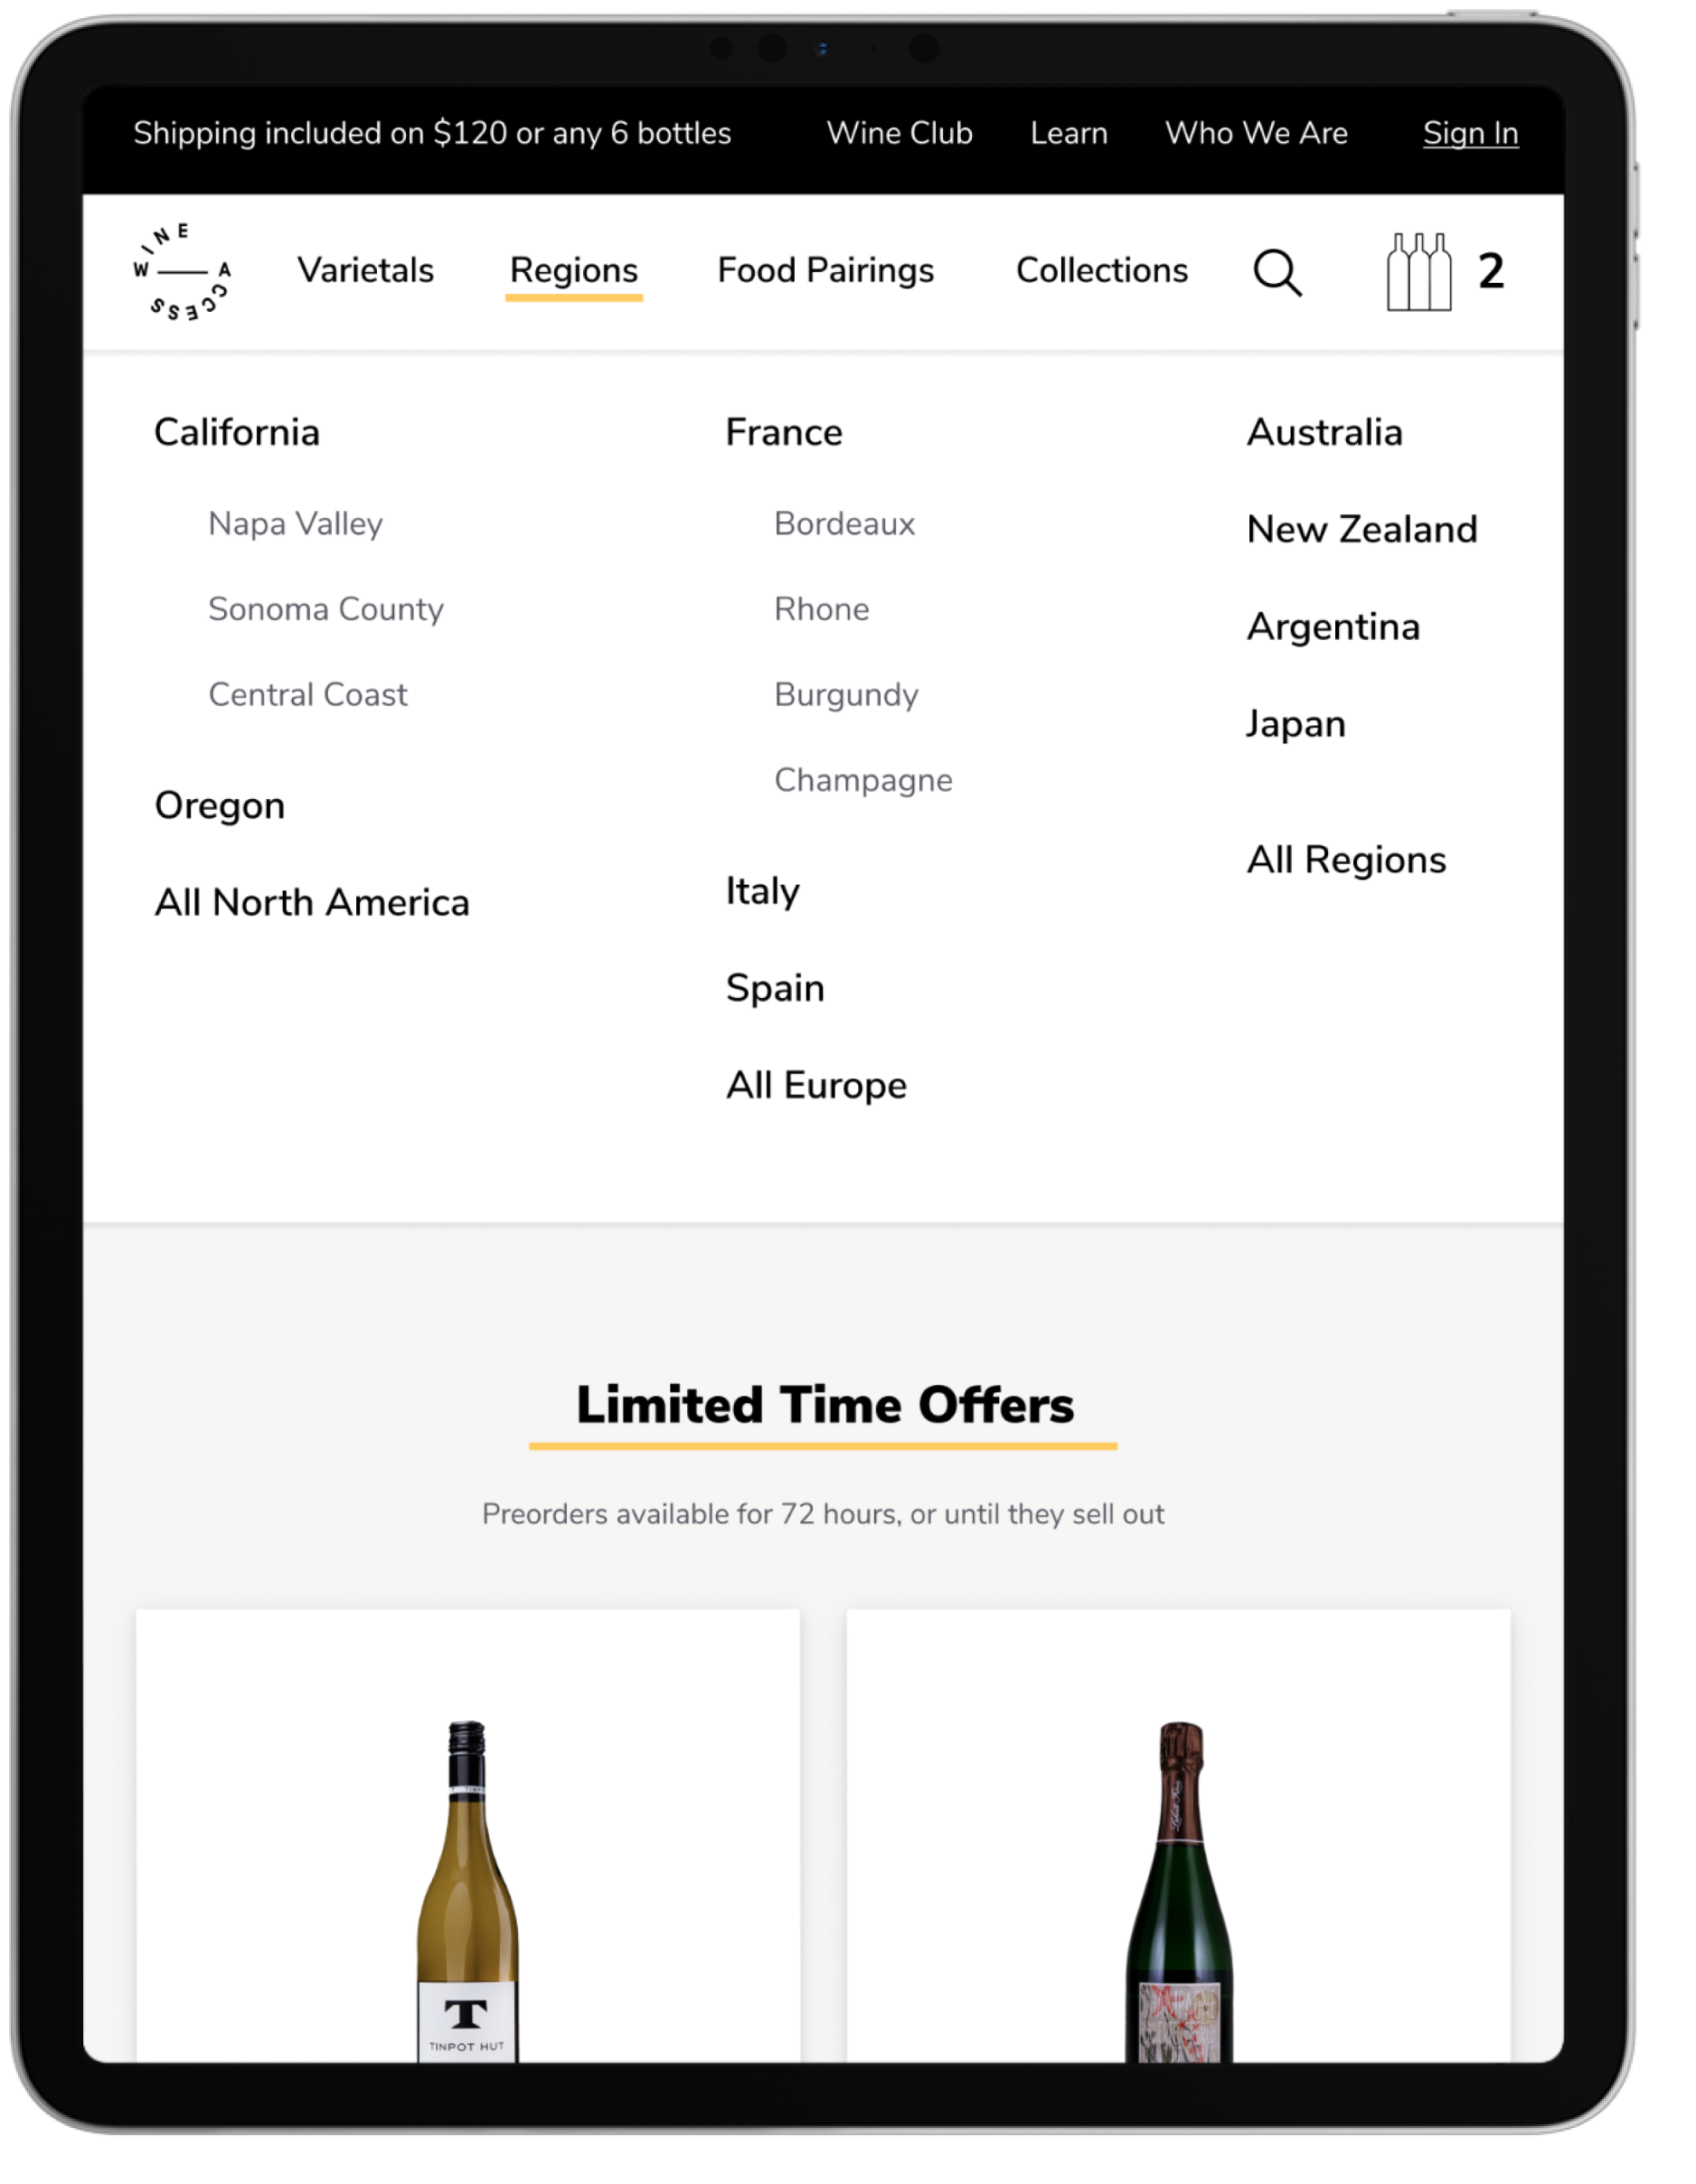 Shipping included on $120 or any 6 bottles
Wine Club
Learn
Who We Are
Sign In
WINE ACCESS
Varietals
Regions
Food Pairings
Collections
2
California
Napa Valley
Sonoma County
Central Coast
Oregon
All North America
France
Bordeaux
Rhone
Burgundy
Champagne
Italy
Spain
All Europe
Australia
New Zealand
Argentina
Japan
All Regions
Limited Time Offers
Preorders available for 72 hours, or until they sell out
T
TINPOT HUT